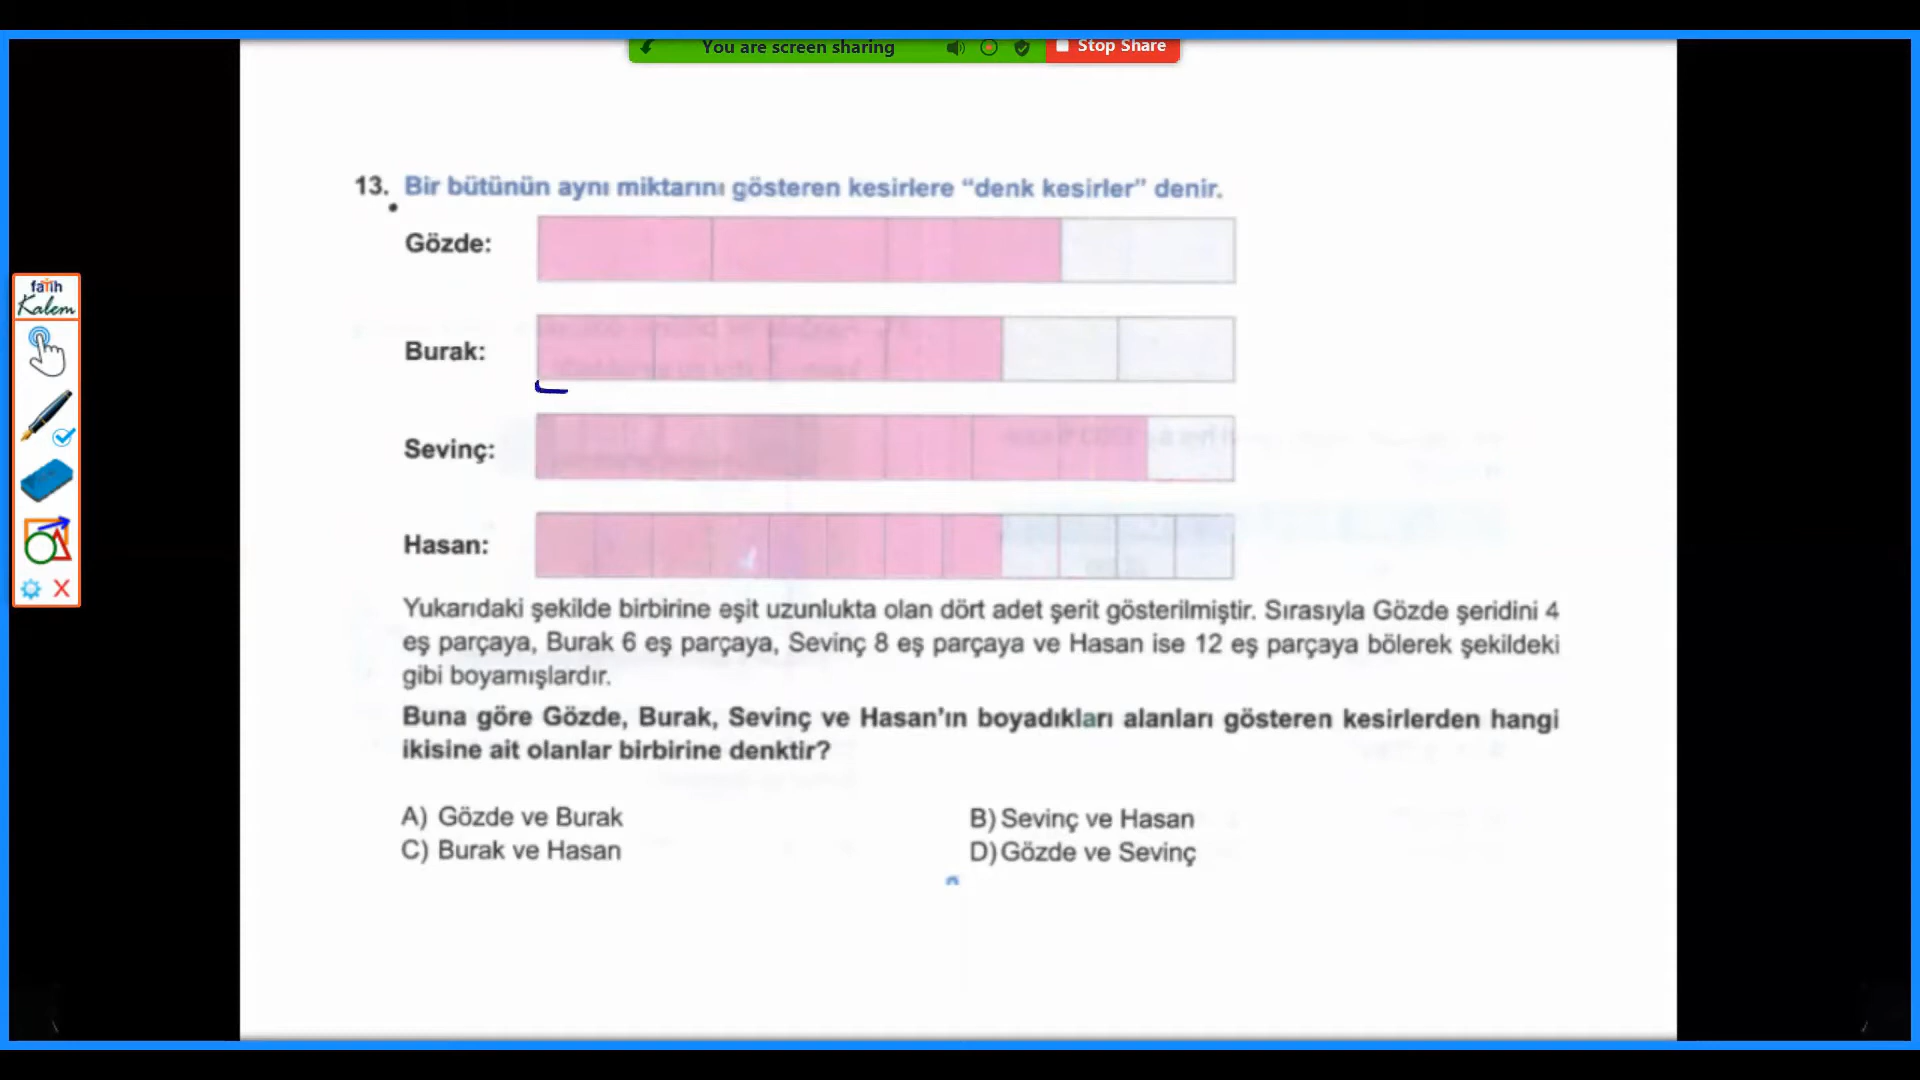 You are screen sharing
Stop Share
fatih
Kalem
13. Bir bütünün aynı miktarını gösteren kesirlere “denk kesirler” denir.
Gözde:
Burak:
Sevinç:
Hasan:
Yukarıdaki şekilde birbirine eşit uzunlukta olan dört adet şerit gösterilmiştir. Sırasıyla Gözde şeridini 4
eş parçaya, Burak 6 eş parçaya, Sevinç 8 eş parçaya ve Hasan ise 12 eş parçaya bölerek şekildeki
gibi boyamışlardır.
Buna göre Gözde, Burak, Sevinç ve Hasan’ın boyadıkları alanları gösteren kesirlerden hangi
ikisine ait olanlar birbirine denktir?
A) Gözde ve Burak
B) Sevinç ve Hasan
C) Burak ve Hasan
D) Gözde ve Sevinç